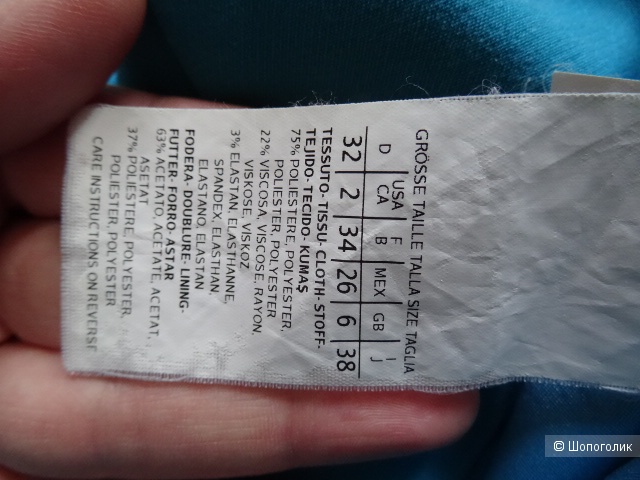 GRÖSSE TAILLE TALLA SIZE TAGLIA
D USA CA F B MEX GB I J
32 2 34 26 6 38
TESSUTO-TISSU-CLOTH-STOFF-
TEJIDO-TECIDO-KUMAŞ
75% POLIESTERE, POLYESTER,
POLIESTER, POLYESTER
22% VISCOSA, VISCOSE, RAYON,
VISKOSE, VİSKOZ
3% ELASTAN, ELASTHANNE,
SPANDEX, ELASTHAN,
ELASTANO, ELASTAN
FODERA-DOUBLURE-LINING-
FUTTER-FORRO-ASTAR
63% ACETATO, ACETATE, ACETAT,
ASETAT
37% POLIESTERE, POLYESTER,
POLIESTER, POLYESTER
CARE INSTRUCTIONS ON REVERSE
© Шопоголик